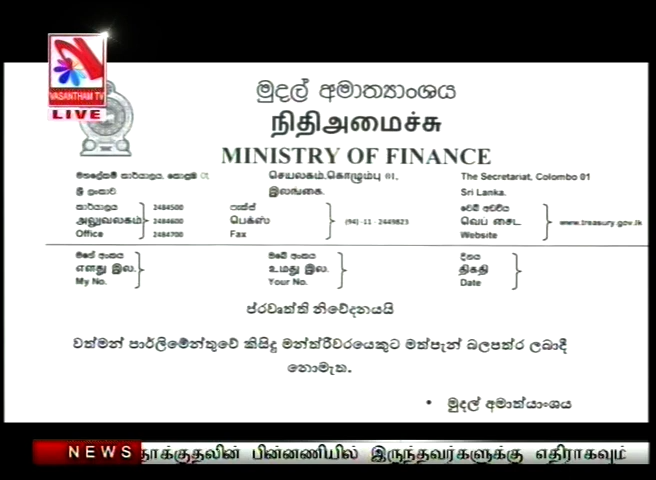 VASANTHAM TV
LIVE
මුදල් අමාත්‍යාංශය
நிதிஅமைச்சு
MINISTRY OF FINANCE
මහලේකම් කාර්යාලය, කොළඹ 01
ශ්‍රී ලංකාව
செயலகம்.கொழும்பு 01.
இலங்கை.
The Secretariat, Colombo 01
Sri Lanka.
කාර්යාලය
அலுவலகம்
Office
2484500
2484600
2484700
ෆැක්ස්
பெக்ஸ்
Fax
(94)-11 - 2449823
වෙබ් අඩවිය
வெப் சைட
Website
www.treasury.gov.lk
මගේ අංකය
எனது இல.
My No.
ඔබේ අංකය
உமது இல.
Your No.
දිනය
திகதி
Date
ප්රවෘත්ති නිවේදනයයි
වත්මන් පාර්ලිමේන්තුවේ කිසිදු මන්ත්රීවරයෙකුට මත්පැන් බලපත්ර ලබාදී
නොමැත.
• මුදල් අමාත්යාංශය
NEWS தாக்குதலின் பின்னணியில் இருந்தவர்களுக்கு எதிராகவும்